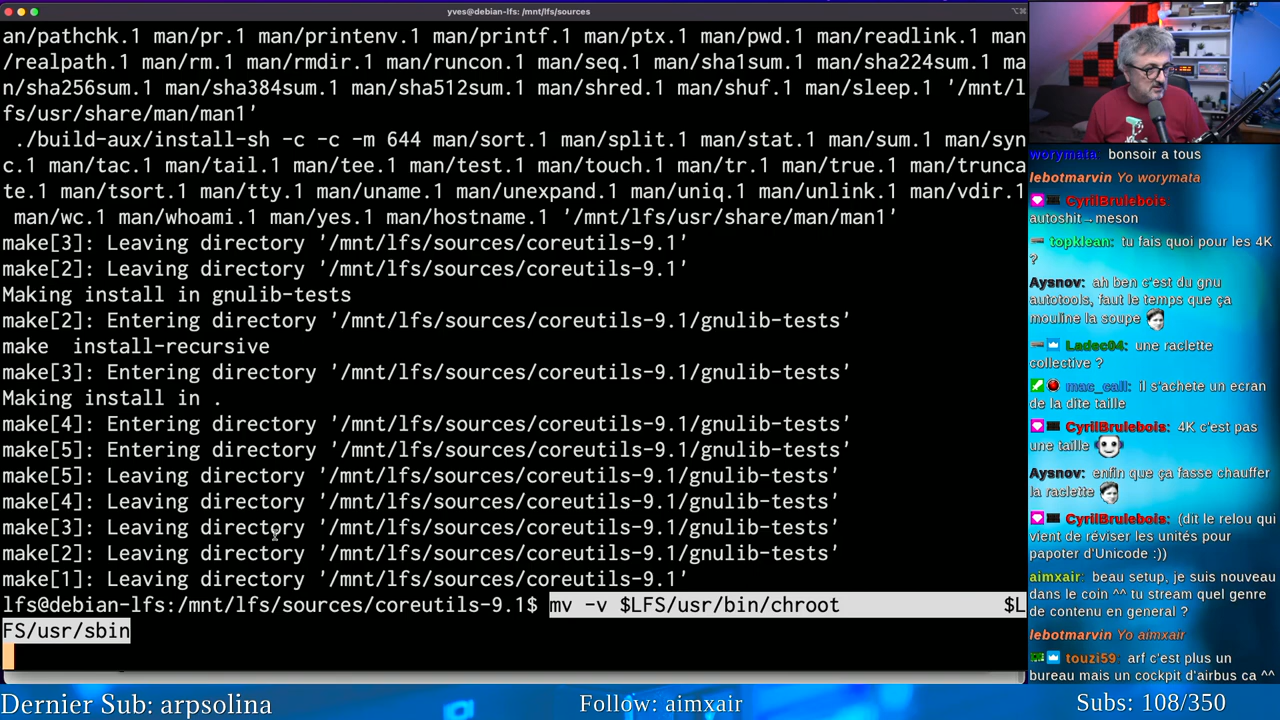 yves@debian-lfs: /mnt/lfs/sources
an/pathchk.1 man/pr.1 man/printenv.1 man/printf.1 man/ptx.1 man/pwd.1 man/readlink.1 man
/realpath.1 man/rm.1 man/rmdir.1 man/runcon.1 man/seq.1 man/sha1sum.1 man/sha224sum.1 ma
n/sha256sum.1 man/sha384sum.1 man/sha512sum.1 man/shred.1 man/shuf.1 man/sleep.1 '/mnt/l
fs/usr/share/man/man1'
./build-aux/install-sh -c -c -m 644 man/sort.1 man/split.1 man/stat.1 man/sum.1 man/syn
c.1 man/tac.1 man/tail.1 man/tee.1 man/test.1 man/touch.1 man/tr.1 man/true.1 man/trunca
te.1 man/tsort.1 man/tty.1 man/uname.1 man/unexpand.1 man/uniq.1 man/unlink.1 man/vdir.1
man/wc.1 man/whoami.1 man/yes.1 man/hostname.1 '/mnt/lfs/usr/share/man/man1'
make[3]: Leaving directory '/mnt/lfs/sources/coreutils-9.1'
make[2]: Leaving directory '/mnt/lfs/sources/coreutils-9.1'
Making install in gnulib-tests
make[2]: Entering directory '/mnt/lfs/sources/coreutils-9.1/gnulib-tests'
make  install-recursive
make[3]: Entering directory '/mnt/lfs/sources/coreutils-9.1/gnulib-tests'
Making install in .
make[4]: Entering directory '/mnt/lfs/sources/coreutils-9.1/gnulib-tests'
make[5]: Entering directory '/mnt/lfs/sources/coreutils-9.1/gnulib-tests'
make[5]: Leaving directory '/mnt/lfs/sources/coreutils-9.1/gnulib-tests'
make[4]: Leaving directory '/mnt/lfs/sources/coreutils-9.1/gnulib-tests'
make[3]: Leaving directory '/mnt/lfs/sources/coreutils-9.1/gnulib-tests'
make[2]: Leaving directory '/mnt/lfs/sources/coreutils-9.1/gnulib-tests'
make[1]: Leaving directory '/mnt/lfs/sources/coreutils-9.1'
lfs@debian-lfs:/mnt/lfs/sources/coreutils-9.1$ mv -v $LFS/usr/bin/chroot $L
FS/usr/sbin
worymata bonsoir a tous
lebotmarvin Yo worymata
CyrilBrulebois
autoshit→meson
topklean: tu fais quoi pour les 4K
?
Aysnov: ah ben c'est du gnu
autotools, faut le temps que ça
mouline la soupe
Ladec04: une raclette
collective ?
mac_call: il s'achete un ecran
de la dite taille
CyrilBrulebois: 4K c'est pas
une taille
Aysnov: enfin que ça fasse chauffer
la raclette
CyrilBrulebois: (dit le relou qui
vient de réviser les unités pour
papoter d'Unicode :))
aimxair: beau setup, je suis nouveau
dans le coin ^^ tu stream quel genre
de contenu en general ?
lebotmarvin Yo aimxair
touzi59: arf c'est plus un
bureau mais un cockpit d'airbus ca ^^
Dernier Sub: arpsolina
Follow: aimxair
Subs: 108/350